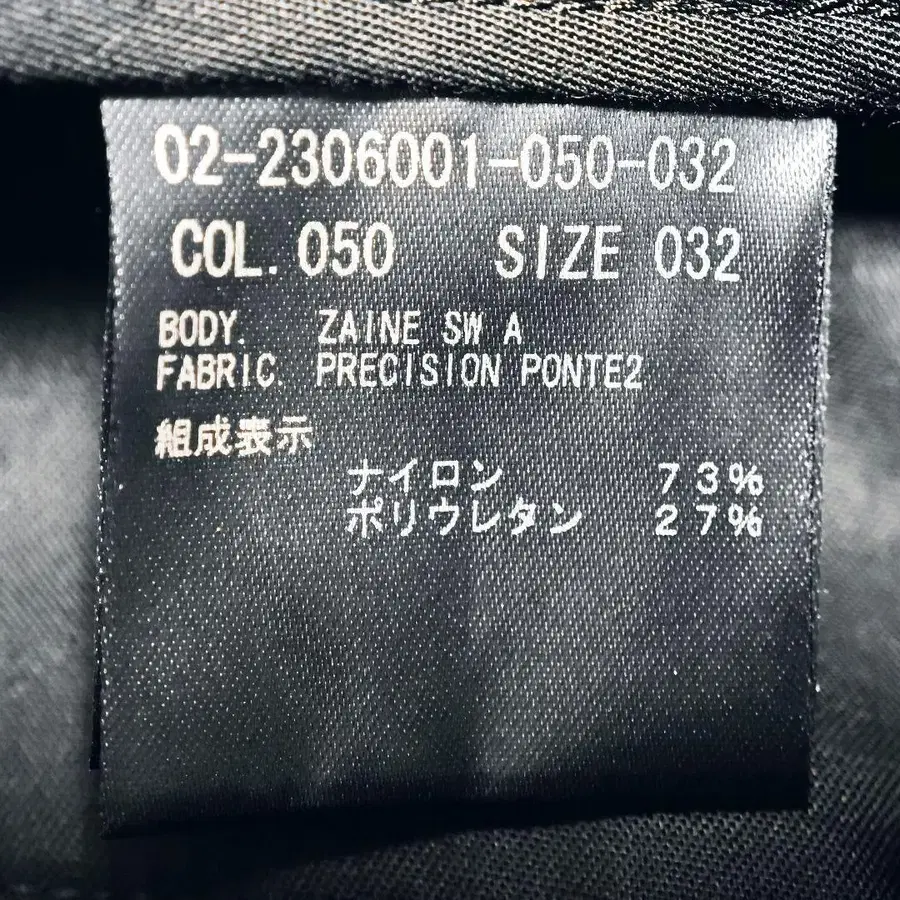 02-2306001-050-032
COL. 050 SIZE 032
BODY. ZAINE SW A
FABRIC. PRECISION PONTE2
組成表示
ナイロン 73%
ポリウレタン 27%